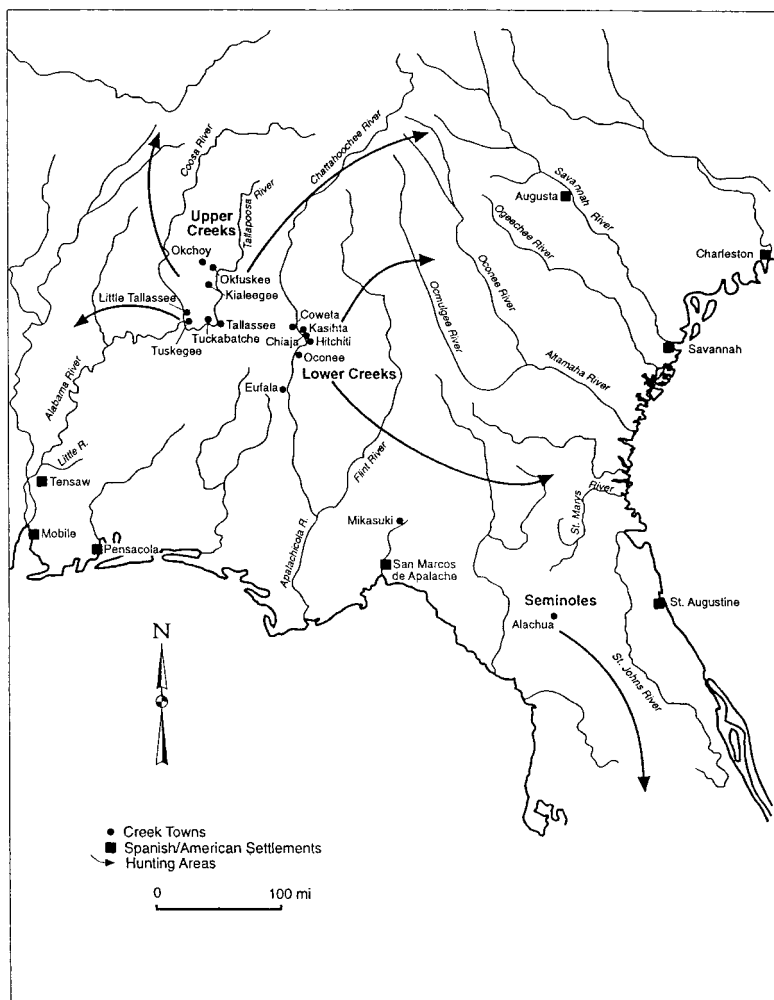 Coosa River
Chattahoochee River
Tallapoosa
River
Upper
Creeks
Okchoy
Okfuskee
Kialeegee
Little Tallassee
Tallassee
Tuckabatche
Tuskegee
Alabama River
Little R.
Tensaw
Mobile
Pensacola
Coweta
Kasihta
Chiaja
Hitchiti
Oconee
Lower Creeks
Eufala
Flint River
Apalachicola R.
Ocmulgee River
Oconee River
Ogeechee River
Altamaha River
Augusta
Savannah
River
Charleston
Savannah
St. Marys
River
Mikasuki
San Marcos
de Apalache
Seminoles
Alachua
St. Augustine
St. Johns River
N
Creek Towns
Spanish/American Settlements
Hunting Areas
0 100 mi